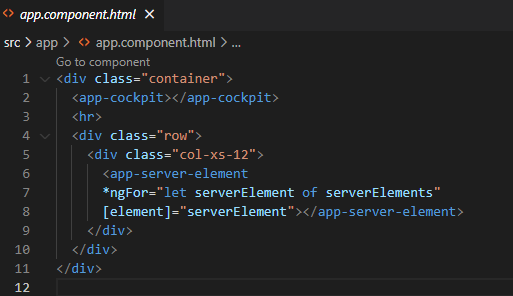 app.component.html
src > app > app.component.html > ...
Go to component
1 <div class="container">
2 <app-cockpit></app-cockpit>
3 <hr>
4 <div class="row">
5 <div class="col-xs-12">
6 <app-server-element
7 *ngFor="let serverElement of serverElements"
8 [element]="serverElement"></app-server-element>
9 </div>
10 </div>
11 </div>
12